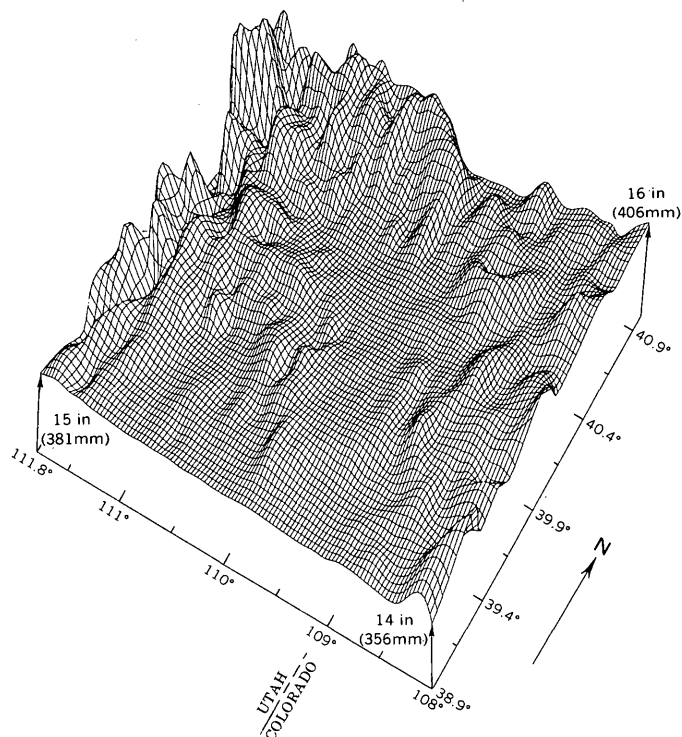 16 in
(406mm)
40.9°
15 in
(381mm)
40.4°
111.8°
111°
39.9°
N
110°
39.4°
14 in
(356mm)
109°
38.9°
108°
UTAH
COLORADO